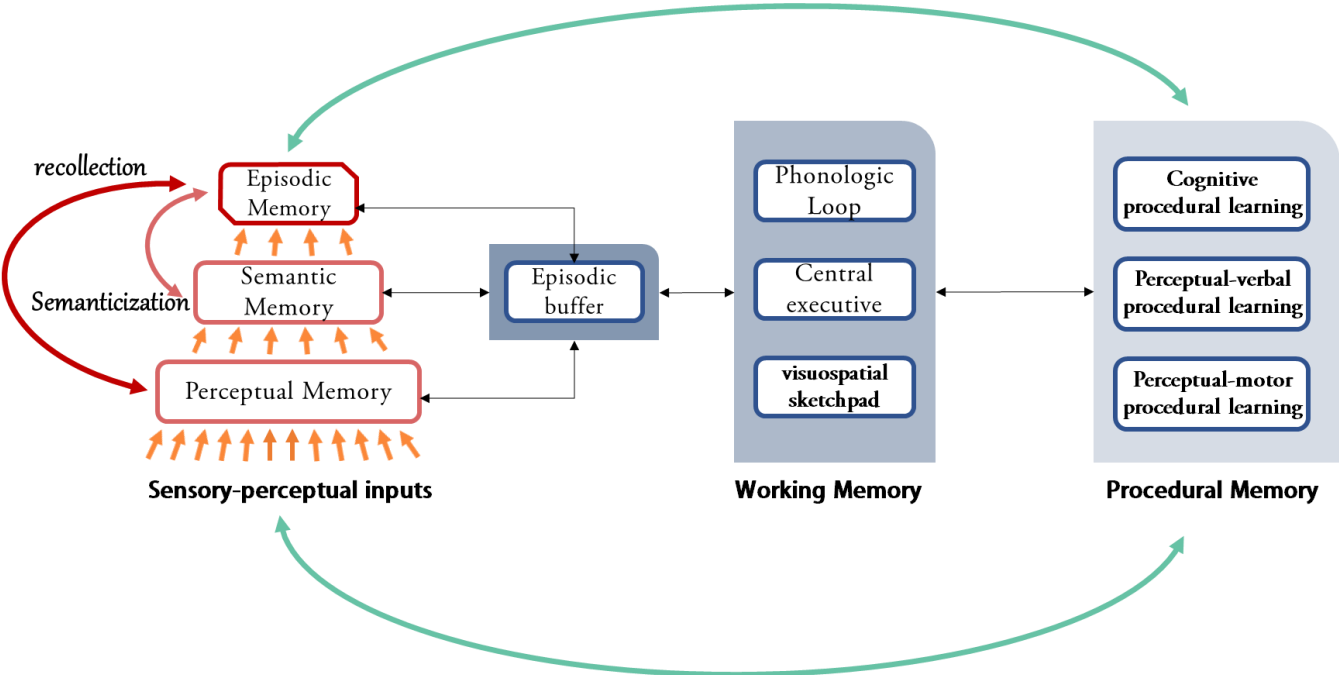 recollection
Episodic
Memory
Semanticization
Semantic
Memory
Perceptual Memory
Sensory-perceptual inputs
Episodic
buffer
Phonologic
Loop
Central
executive
visuospatial
sketchpad
Working Memory
Cognitive
procedural learning
Perceptual-verbal
procedural learning
Perceptual-motor
procedural learning
Procedural Memory